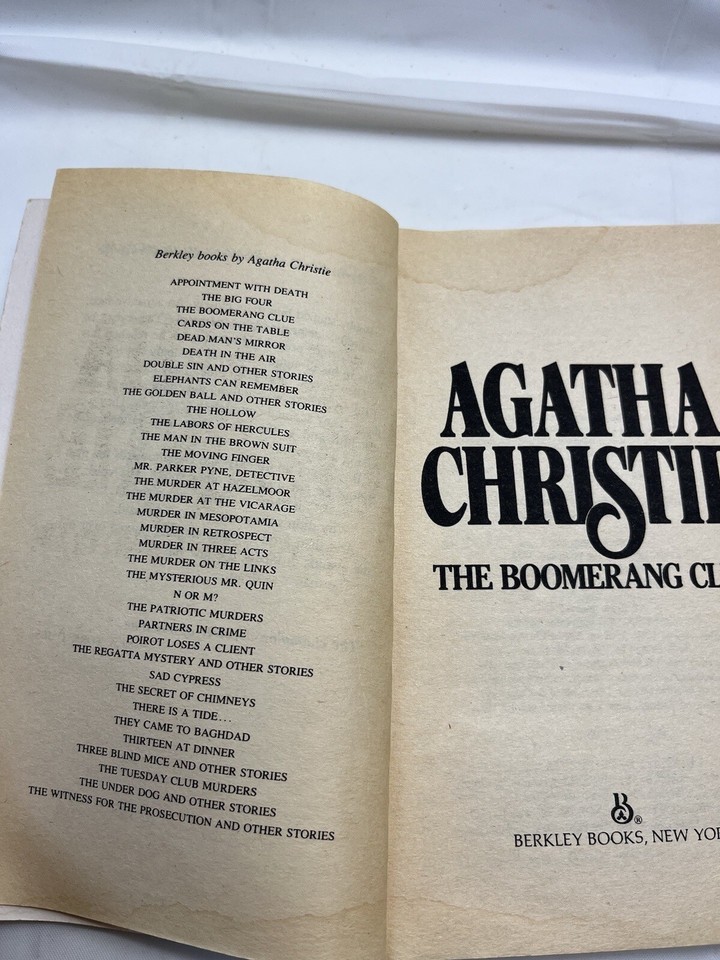 Berkley books by Agatha Christie
APPOINTMENT WITH DEATH
THE BIG FOUR
THE BOOMERANG CLUE
CARDS ON THE TABLE
DEAD MAN'S MIRROR
DEATH IN THE AIR
DOUBLE SIN AND OTHER STORIES
ELEPHANTS CAN REMEMBER
THE GOLDEN BALL AND OTHER STORIES
THE HOLLOW
THE LABORS OF HERCULES
THE MAN IN THE BROWN SUIT
THE MOVING FINGER
MR. PARKER PYNE, DETECTIVE
THE MURDER AT HAZELMOOR
THE MURDER AT THE VICARAGE
MURDER IN MESOPOTAMIA
MURDER IN RETROSPECT
MURDER IN THREE ACTS
THE MURDER ON THE LINKS
THE MYSTERIOUS MR. QUIN
N OR M?
THE PATRIOTIC MURDERS
PARTNERS IN CRIME
POIROT LOSES A CLIENT
THE REGATTA MYSTERY AND OTHER STORIES
SAD CYPRESS
THE SECRET OF CHIMNEYS
THERE IS A TIDE...
THEY CAME TO BAGHDAD
THIRTEEN AT DINNER
THREE BLIND MICE AND OTHER STORIES
THE TUESDAY CLUB MURDERS
THE UNDER DOG AND OTHER STORIES
THE WITNESS FOR THE PROSECUTION AND OTHER STORIES
AGATHA
CHRISTI
THE BOOMERANG CL
B
®
BERKLEY BOOKS, NEW YO